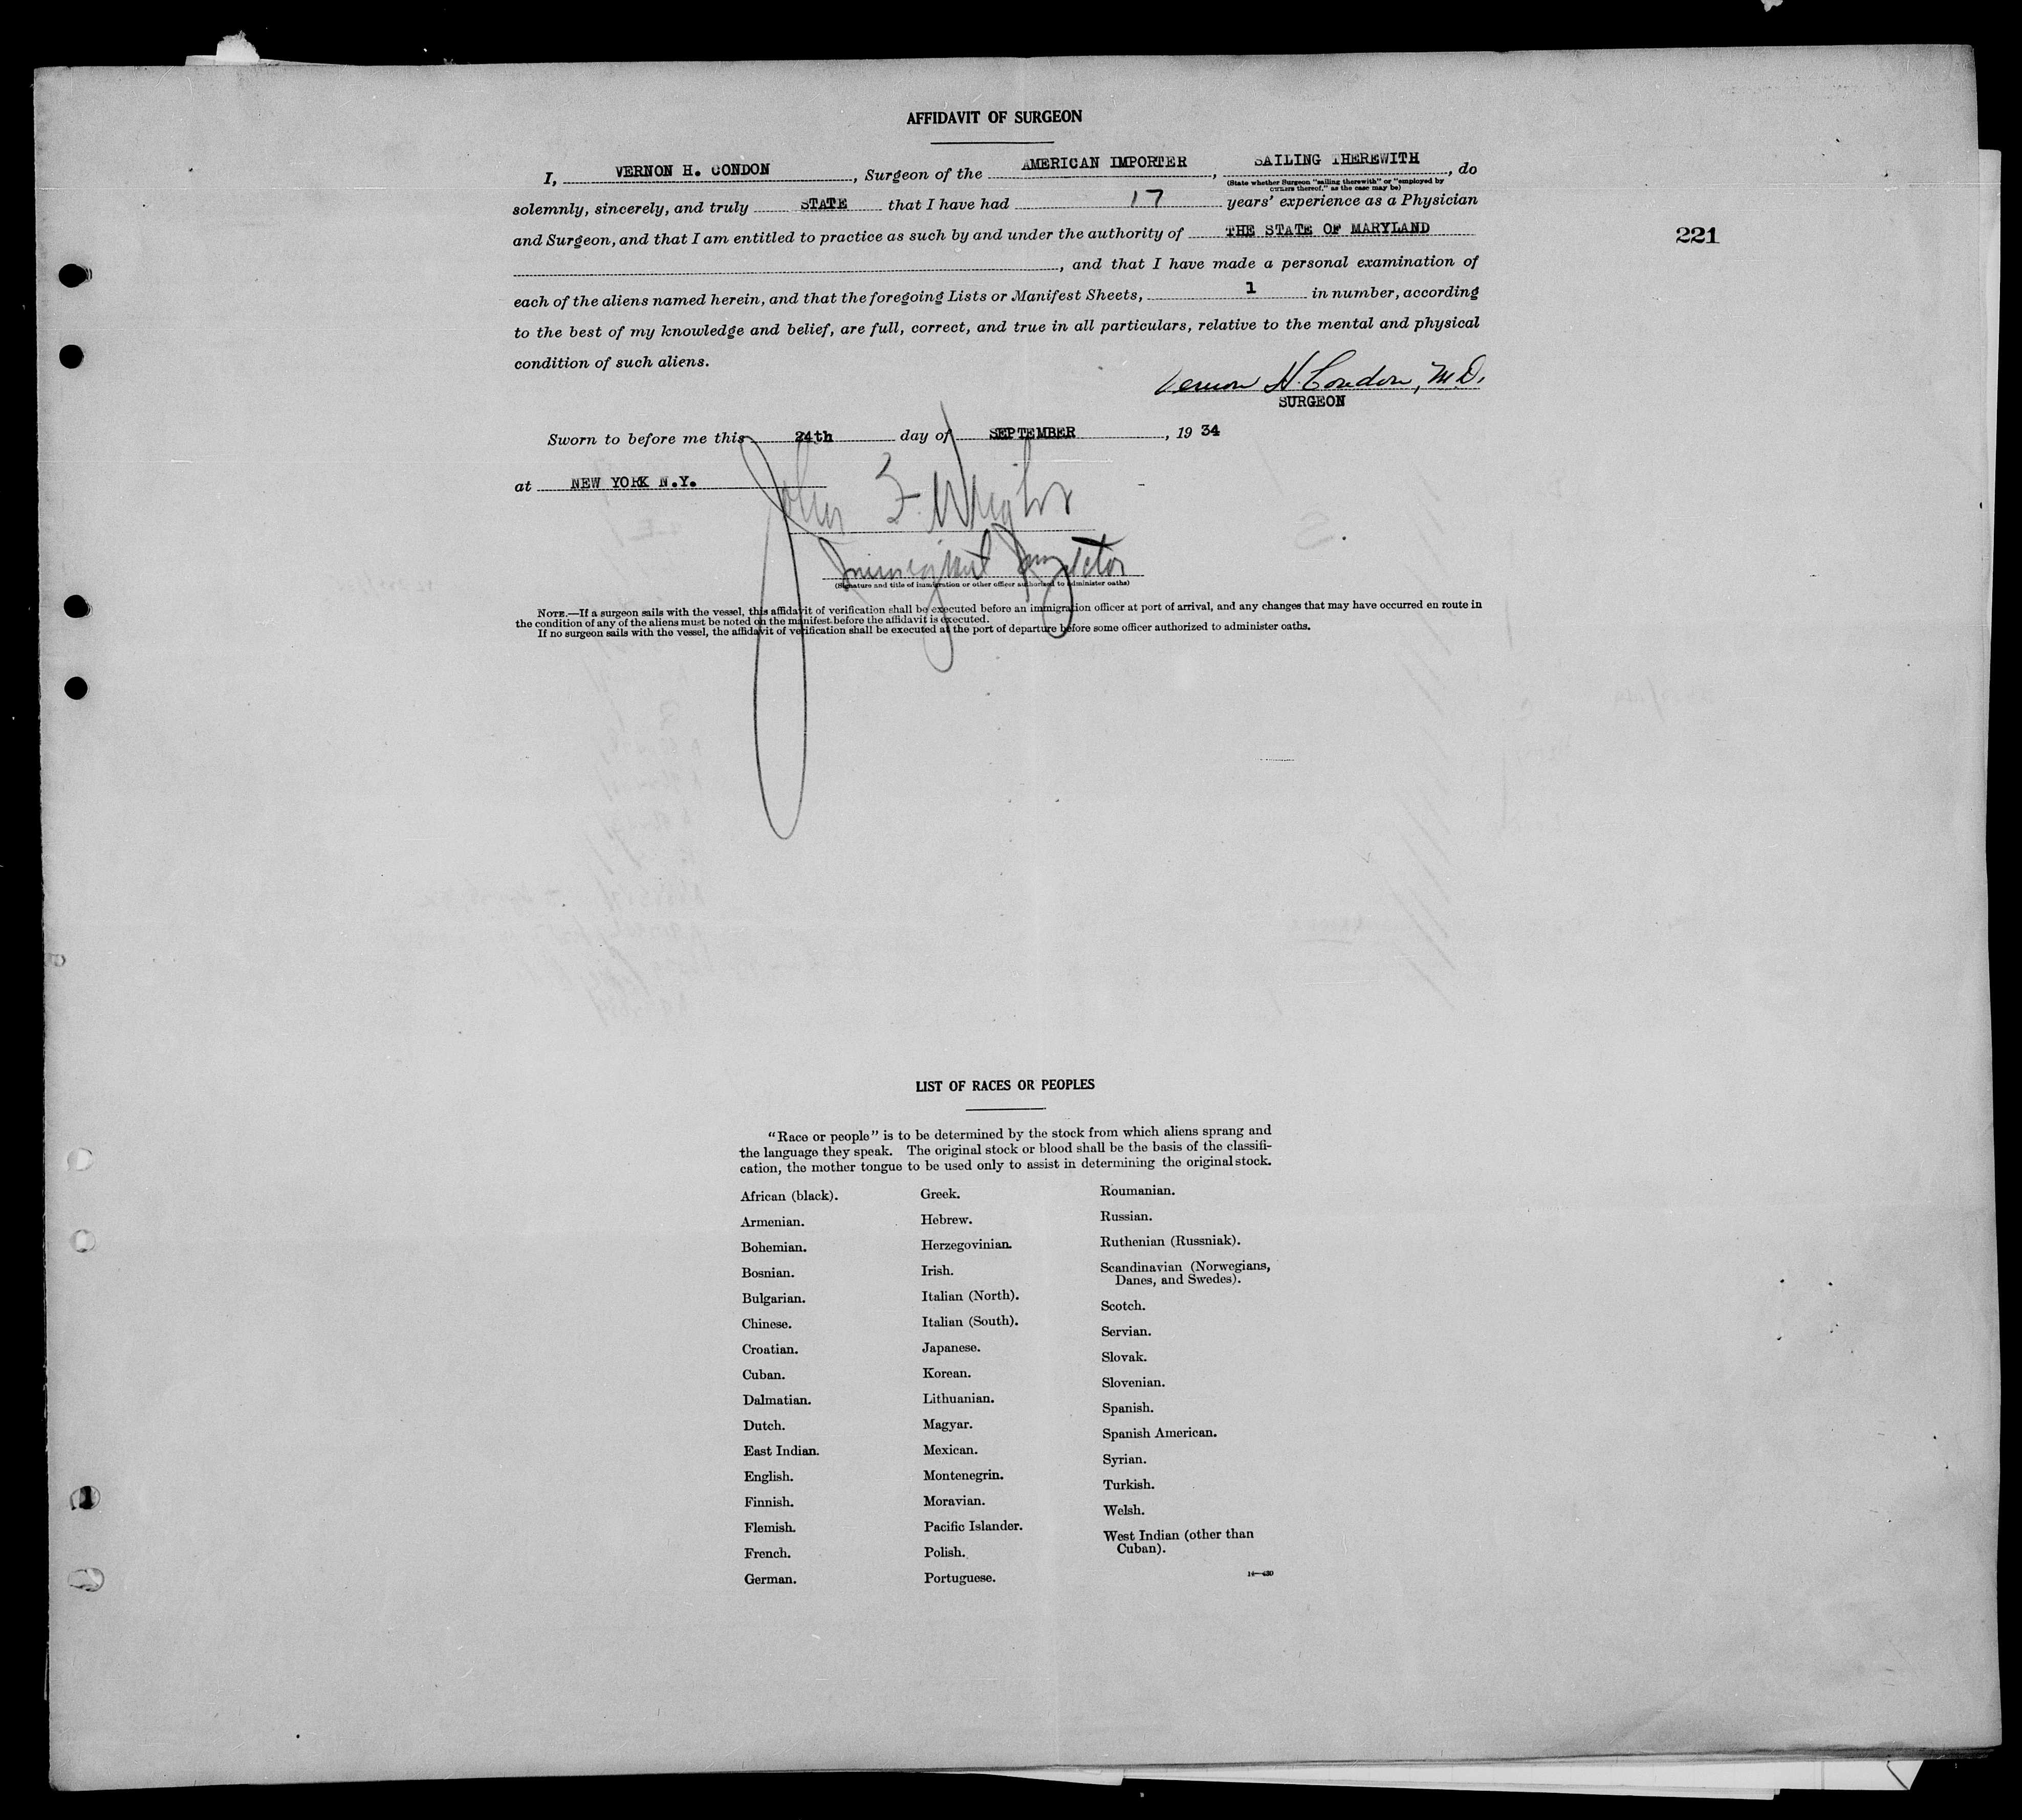 AFFIDAVIT OF SURGEON
I, VERNON H. CONDON, Surgeon of the AMERICAN IMPORTER, SAILING THEREWITH, do
(State whether Surgeon "sailing therewith" or "employed by
owners thereof," as the case may be)
solemnly, sincerely, and truly STATE that I have had 17 years' experience as a Physician
and Surgeon, and that I am entitled to practice as such by and under the authority of THE STATE OF MARYLAND
221
, and that I have made a personal examination of
each of the aliens named herein, and that the foregoing Lists or Manifest Sheets, 1 in number, according
to the best of my knowledge and belief, are full, correct, and true in all particulars, relative to the mental and physical
condition of such aliens.
Vernon H. Condon, M.D.
SURGEON
Sworn to before me this 24th day of SEPTEMBER, 19 34
at NEW YORK N.Y.
John F. Wright
Immigrant Inspector
(Signature and title of immigration or other officer authorized to administer oaths)
NOTE.—If a surgeon sails with the vessel, this affidavit of verification shall be executed before an immigration officer at port of arrival, and any changes that may have occurred en route in
the condition of any of the aliens must be noted on the manifest before the affidavit is executed.
If no surgeon sails with the vessel, the affidavit of verification shall be executed at the port of departure before some officer authorized to administer oaths.
LIST OF RACES OR PEOPLES
"Race or people" is to be determined by the stock from which aliens sprang and
the language they speak. The original stock or blood shall be the basis of the classifi-
cation, the mother tongue to be used only to assist in determining the original stock.
African (black).
Armenian.
Bohemian.
Bosnian.
Bulgarian.
Chinese.
Croatian.
Cuban.
Dalmatian.
Dutch.
East Indian.
English.
Finnish.
Flemish.
French.
German.
Greek.
Hebrew.
Herzegovinian.
Irish.
Italian (North).
Italian (South).
Japanese.
Korean.
Lithuanian.
Magyar.
Mexican.
Montenegrin.
Moravian.
Pacific Islander.
Polish.
Portuguese.
Roumanian.
Russian.
Ruthenian (Russniak).
Scandinavian (Norwegians,
Danes, and Swedes).
Scotch.
Servian.
Slovak.
Slovenian.
Spanish.
Spanish American.
Syrian.
Turkish.
Welsh.
West Indian (other than
Cuban).
14—430